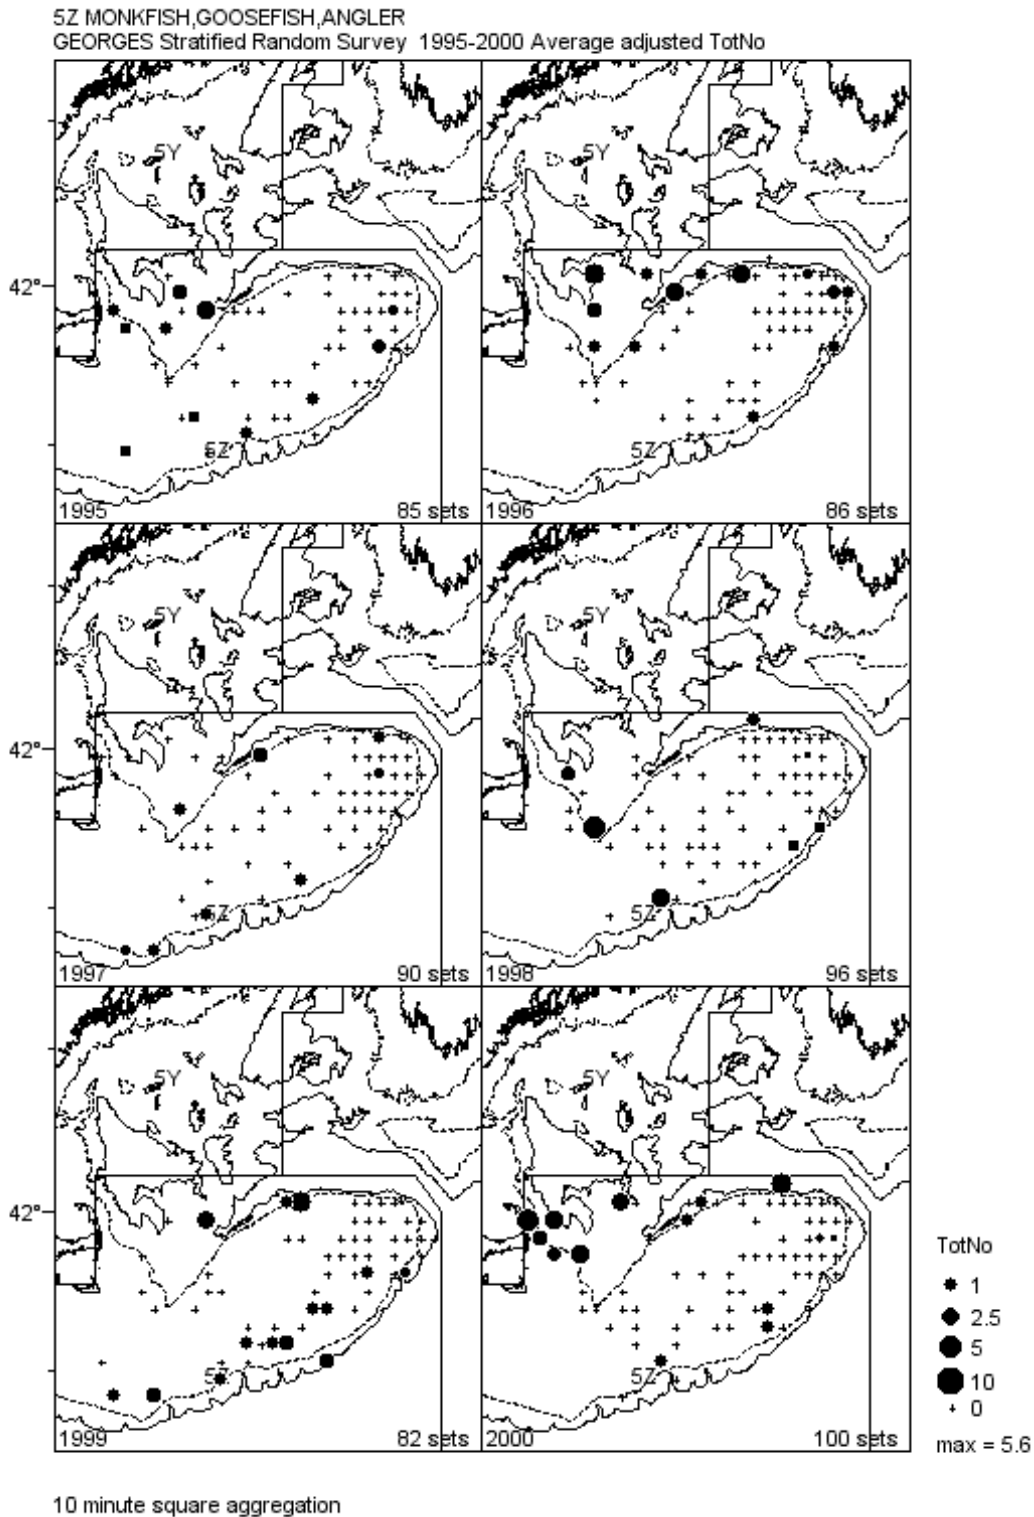 5Z MONKFISH,GOOSEFISH,ANGLER
GEORGES Stratified Random Survey 1995-2000 Average adjusted TotNo
5Y
5Y
42°
5Z
5Z
1995
85 sets
1996
86 sets
5Y
5Y
42°
5Z
5Z
1997
90 sets
1998
96 sets
5Y
5Y
42°
5Z
5Z
1999
82 sets
2000
100 sets
TotNo
1
2.5
5
10
0
max = 5.6
10 minute square aggregation